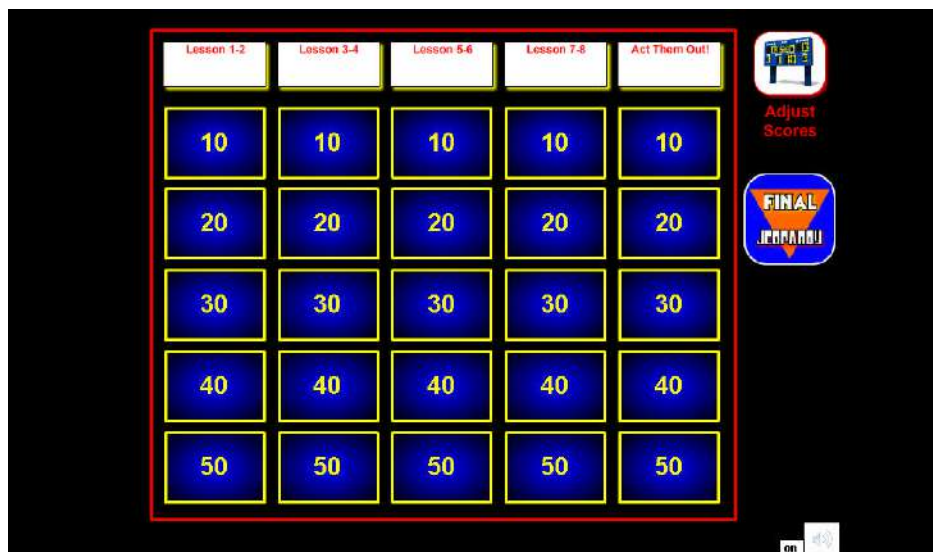 Lesson 1-2 Lesson 3-4 Lesson 5-6 Lesson 7-8 Act Them Out!
10 10 10 10 10
20 20 20 20 20
30 30 30 30 30
40 40 40 40 40
50 50 50 50 50
Adjust
Scores
FINAL
JEOPARDY
on